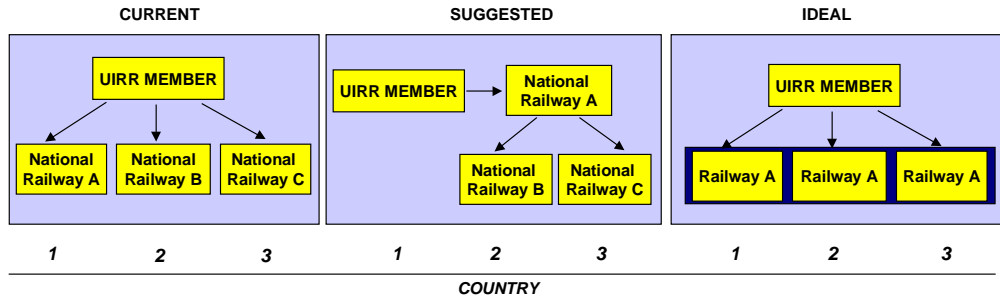 CURRENT
SUGGESTED
IDEAL
UIRR MEMBER
National
Railway A
National
Railway B
National
Railway C
UIRR MEMBER
National
Railway A
National
Railway B
National
Railway C
UIRR MEMBER
Railway A
Railway A
Railway A
1 2 3
1 2 3
1 2 3
COUNTRY